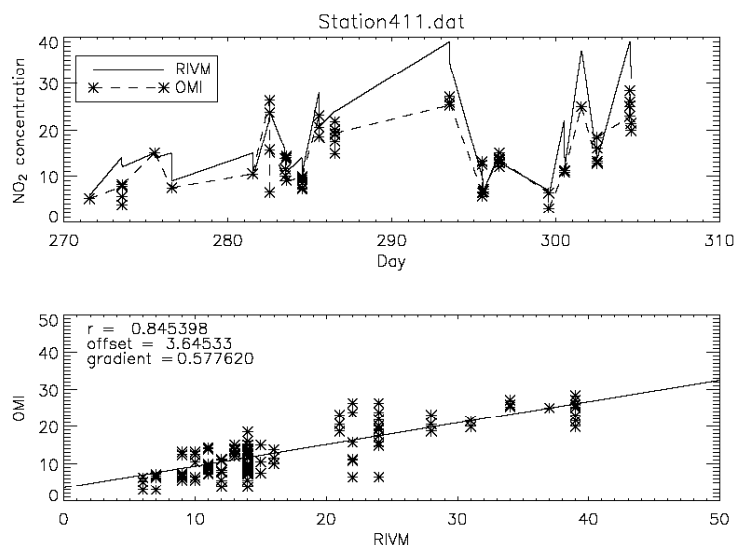 Station411.dat
NO2 concentration
40
30
20
10
0
RIVM
OMI
270
280
290
300
310
Day
OMI
50
40
30
20
10
0
r = 0.845398
offset = 3.64533
gradient =0.577620
0
10
20
30
40
50
RIVM